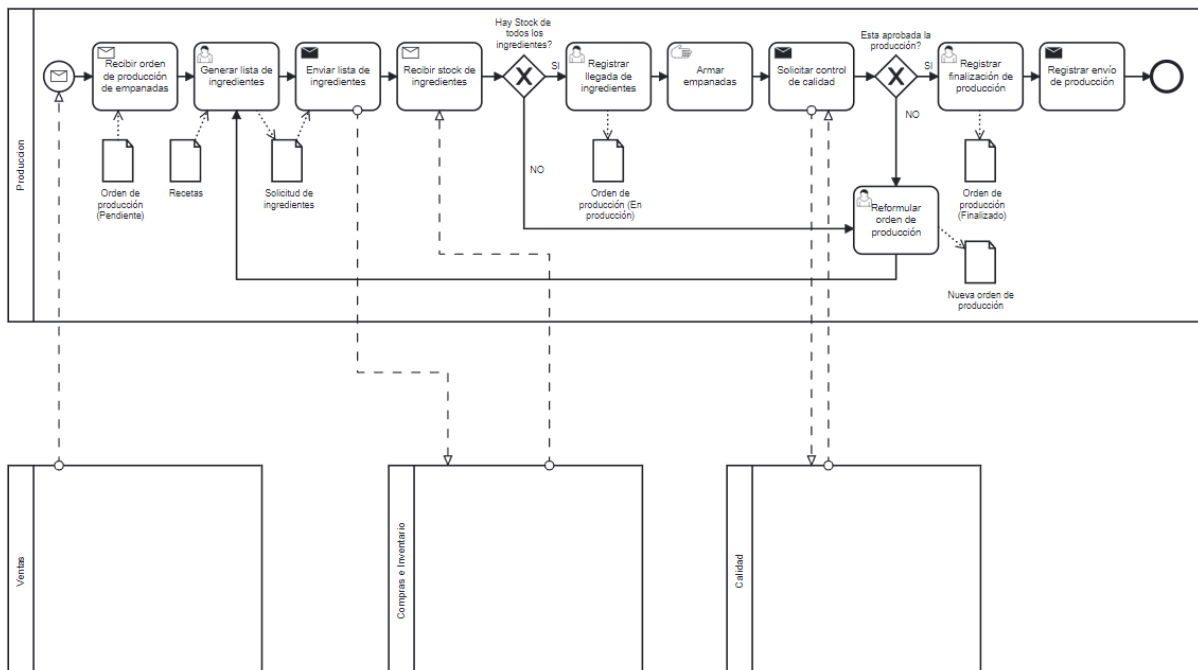 Hay Stock de
todos los
ingredientes?
Esta aprobada la
producción?
Recibir orden
de producción
de empanadas
Generar lista de
ingredientes
Enviar lista de
ingredientes
Recibir stock de
ingredientes
SI
Registrar
llegada de
ingredientes
Armar
empanadas
Solicitar control
de calidad
SI
Registrar
finalización de
producción
Registrar envío
de producción
NO
NO
Orden de
producción
(Pendiente)
Recetas
Solicitud de
ingredientes
Orden de
producción (En
producción)
Orden de
producción
(Finalizado)
Reformular
orden de
producción
Nueva orden de
producción
Produccion
Ventas
Compras e Inventario
Calidad